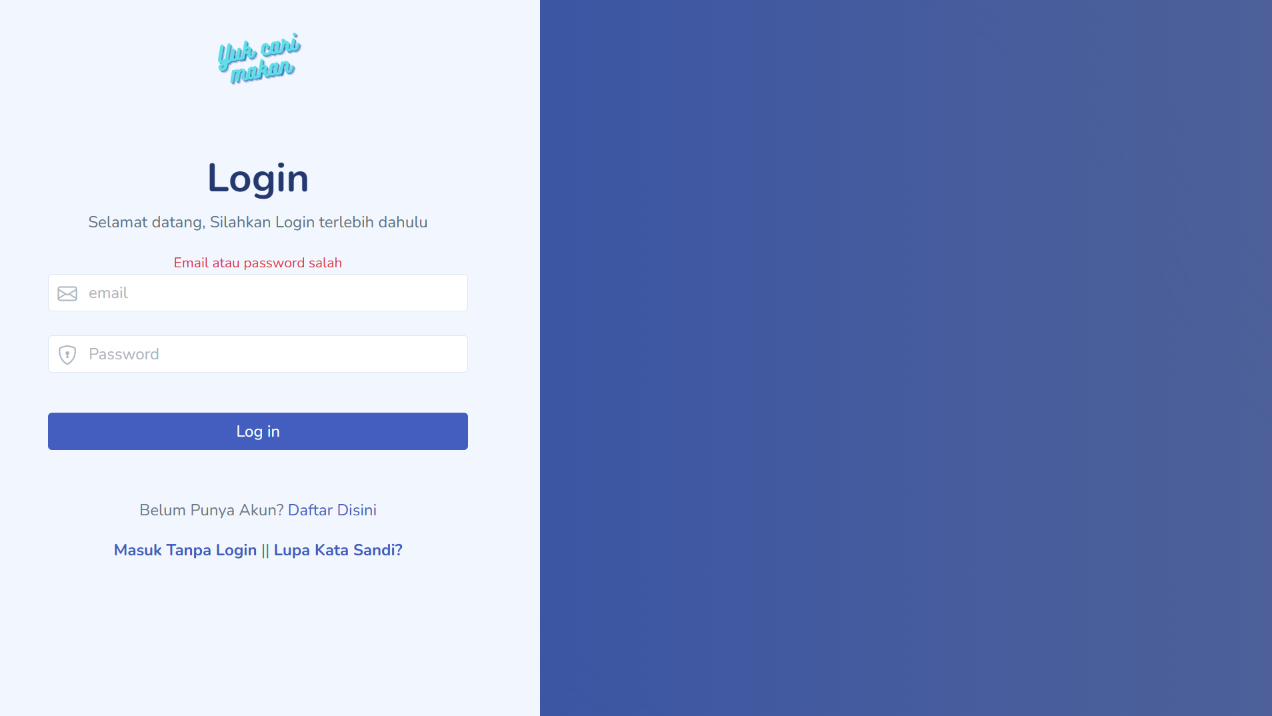 Yuk cari
makan
Login
Selamat datang, Silahkan Login terlebih dahulu
Email atau password salah
email
Password
Log in
Belum Punya Akun? Daftar Disini
Masuk Tanpa Login || Lupa Kata Sandi?